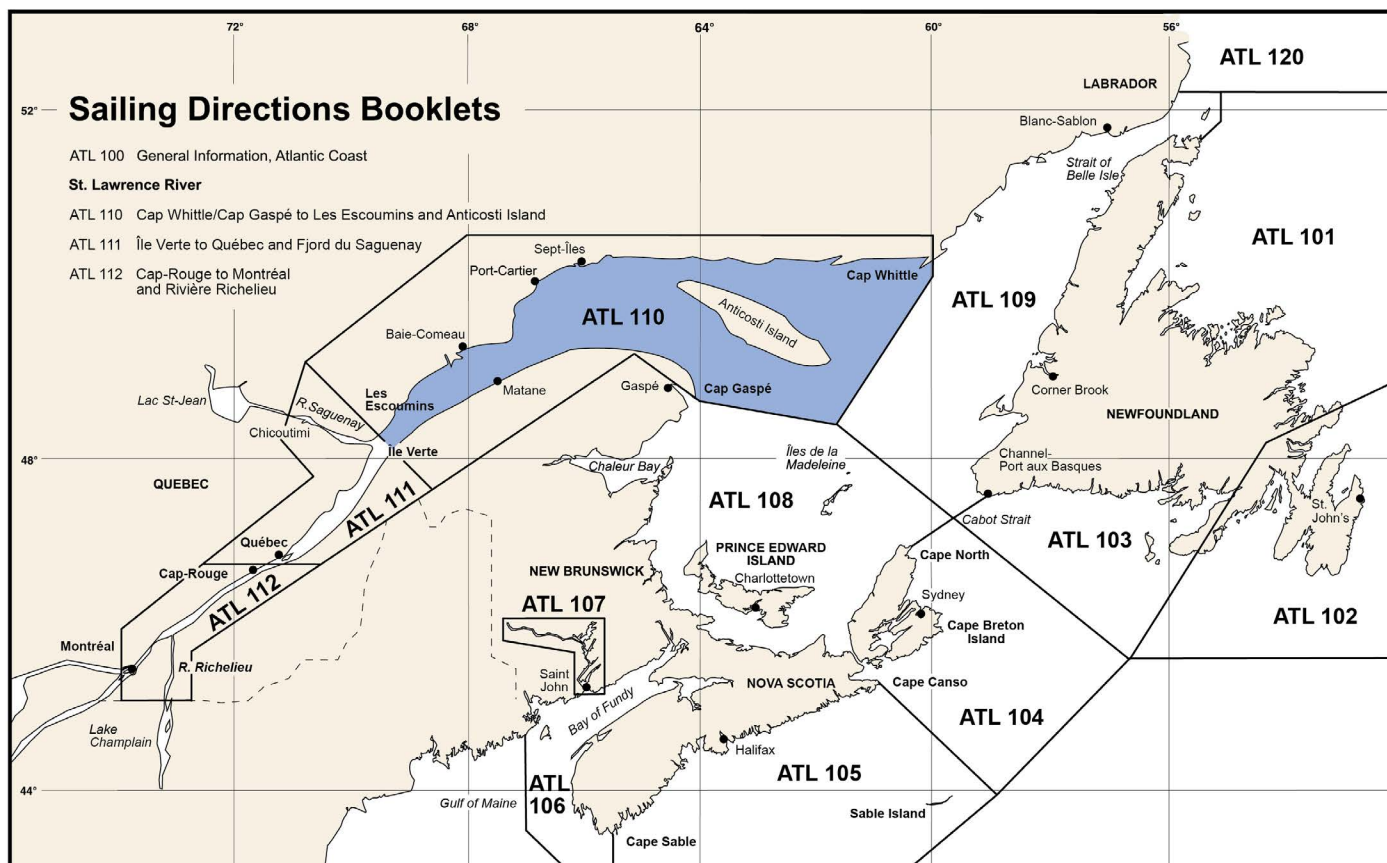 72°
68°
64°
60°
56°
ATL 120
LABRADOR
52°
Sailing Directions Booklets
Blanc-Sablon
ATL 100 General Information, Atlantic Coast
Strait of
Belle Isle
St. Lawrence River
ATL 110 Cap Whittle/Cap Gaspé to Les Escoumins and Anticosti Island
ATL 111 Île Verte to Québec and Fjord du Saguenay
ATL 112 Cap-Rouge to Montréal
and Rivière Richelieu
ATL 101
Sept-Îles
Port-Cartier
Cap Whittle
ATL 109
ATL 110
Anticosti Island
Baie-Comeau
Matane
Gaspé
Cap Gaspé
Corner Brook
Les
Escoumins
Lac St-Jean
R.Saguenay
NEWFOUNDLAND
Chicoutimi
Île Verte
48°
Îles de la
Madeleine
Channel-
Port aux Basques
Chaleur Bay
QUEBEC
ATL 111
ATL 108
St.
John's
Cabot Strait
Québec
ATL 103
Cap-Rouge
PRINCE EDWARD
ISLAND
Cape North
NEW BRUNSWICK
Charlottetown
ATL 112
ATL 107
Sydney
ATL 102
Cape Breton
Island
Montréal
R. Richelieu
Saint
John
NOVA SCOTIA
Cape Canso
Bay of Fundy
ATL 104
Lake
Champlain
Halifax
ATL 105
44°
ATL
106
Gulf of Maine
Sable Island
Cape Sable